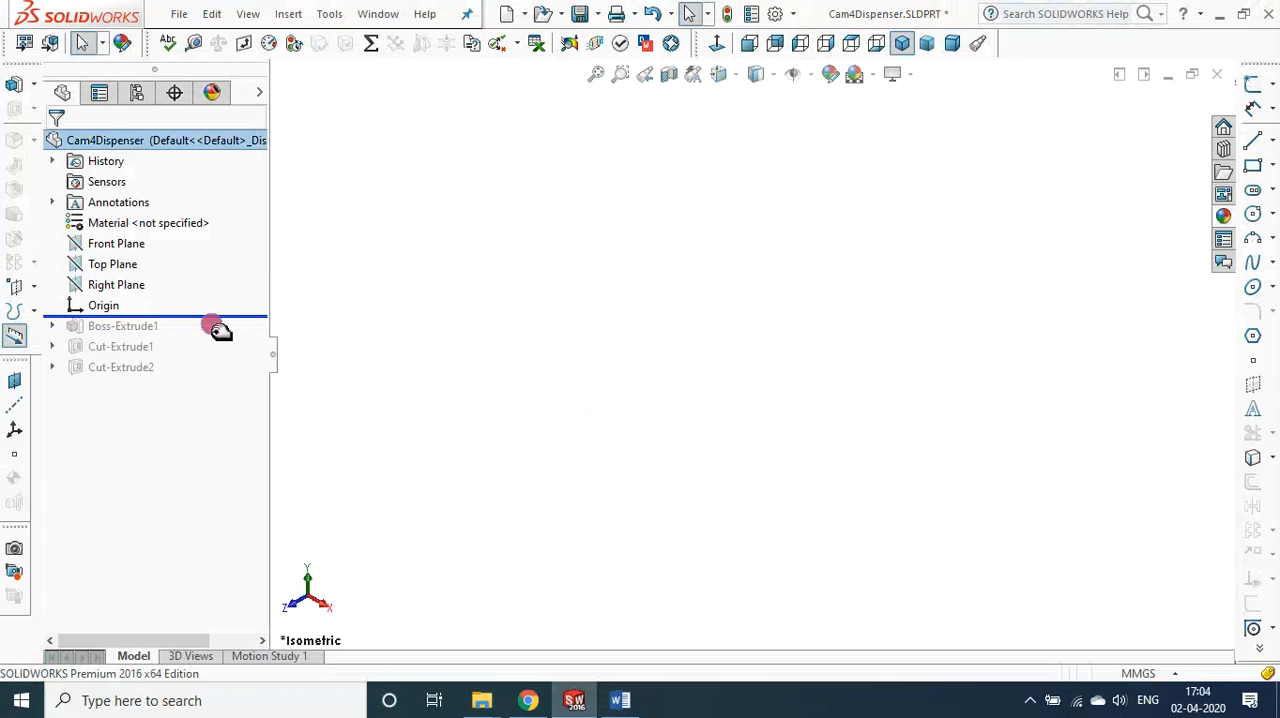 SOLIDWORKS File Edit View Insert Tools Window Help Cam4Dispenser.SLDPRT * Search SOLIDWORKS Help
Cam4Dispenser (Default<<Default>_Dis
History
Sensors
Annotations
Material <not specified>
Front Plane
Top Plane
Right Plane
Origin
Boss-Extrude1
Cut-Extrude1
Cut-Extrude2
Y
Z X
*Isometric
Model 3D Views Motion Study 1
SOLIDWORKS Premium 2016 x64 Edition MMGS
Type here to search ENG 17:04
02-04-2020